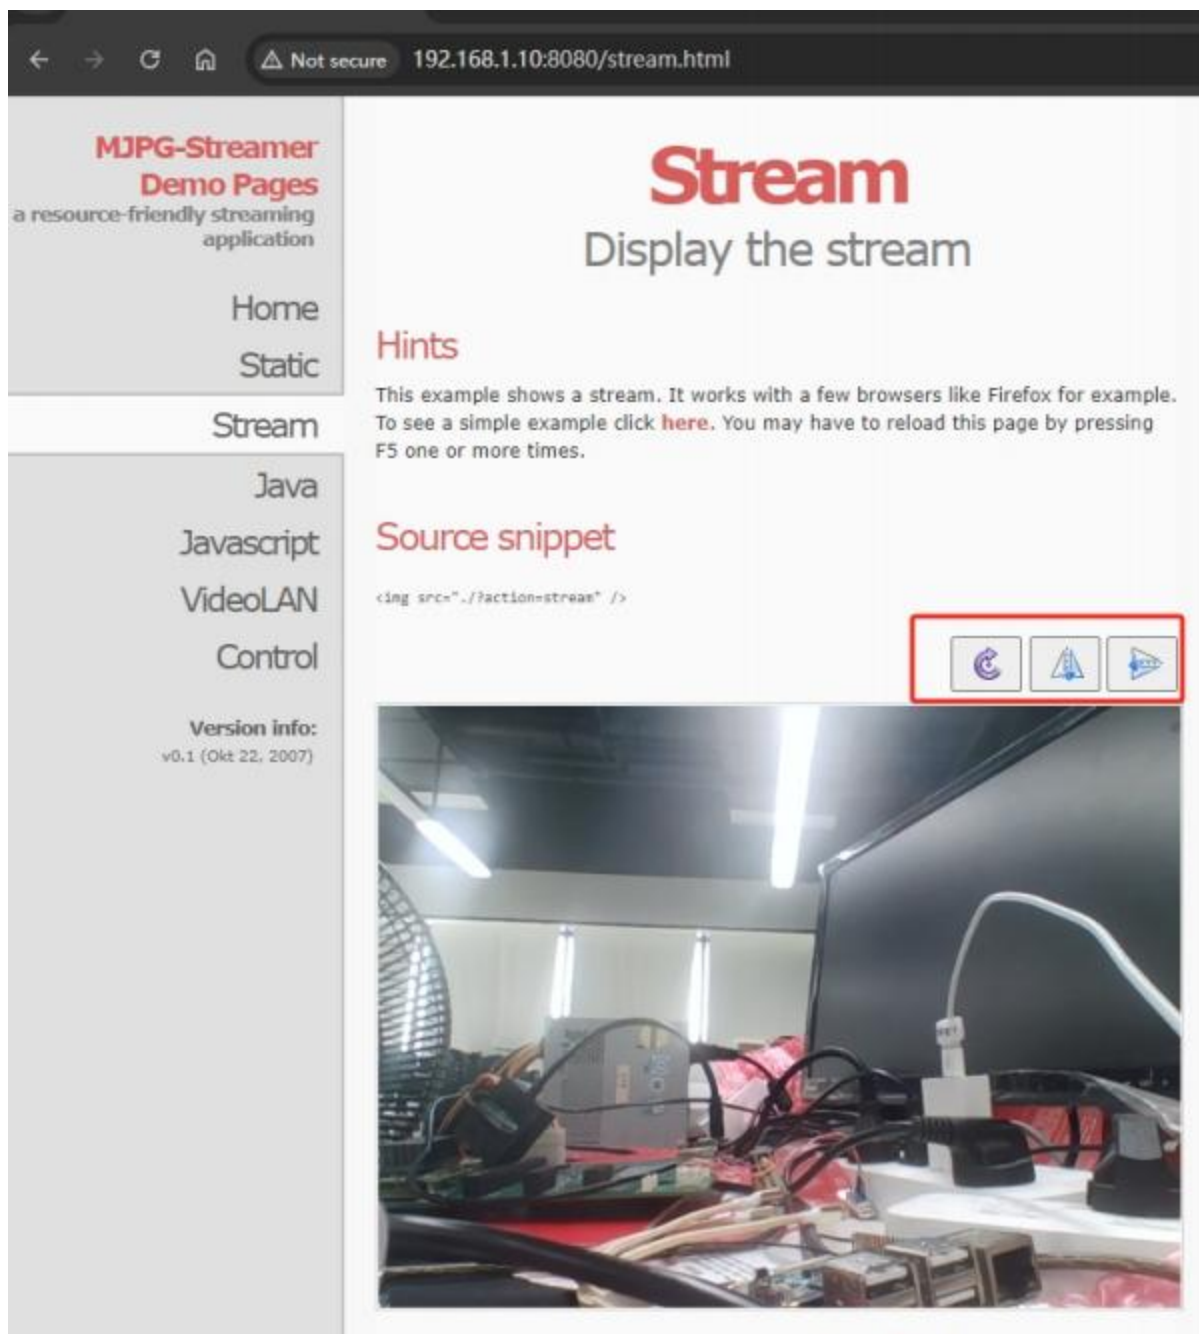 Not secure 192.168.1.10:8080/stream.html
MJPG-Streamer
Demo Pages
a resource-friendly streaming
application
Home
Static
Stream
Java
Javascript
VideoLAN
Control
Version info:
v0.1 (Okt 22, 2007)
Stream
Display the stream
Hints
This example shows a stream. It works with a few browsers like Firefox for example.
To see a simple example click here. You may have to reload this page by pressing
F5 one or more times.
Source snippet
<img src="./?action=stream" />